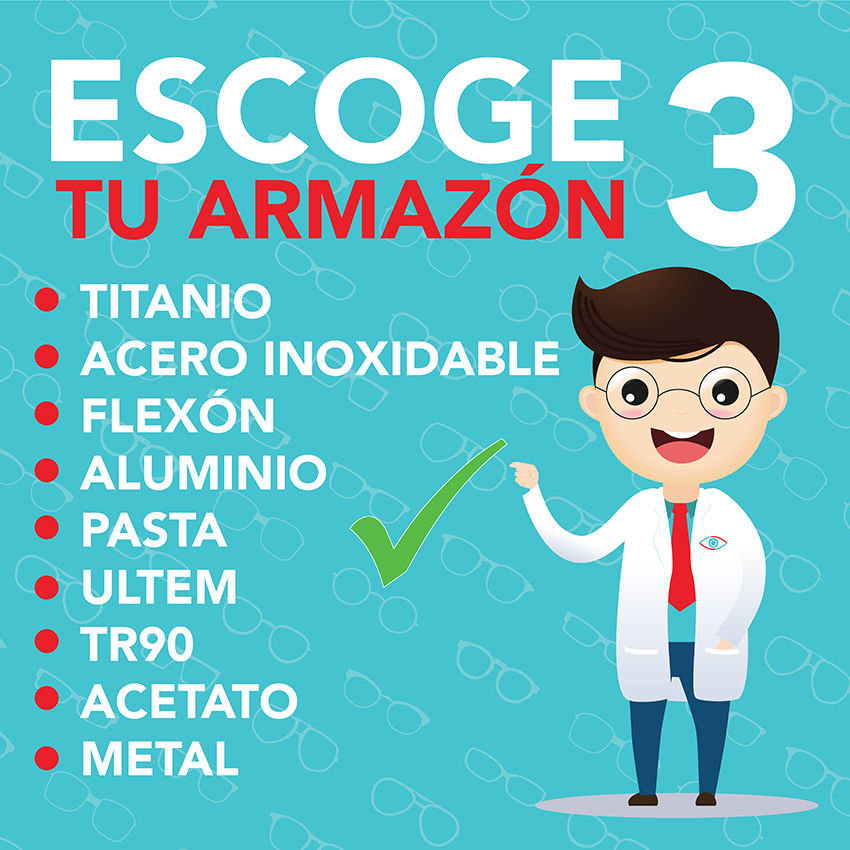 ESCOGE 3
TU ARMAZÓN
TITANIO
ACERO INOXIDABLE
FLEXÓN
ALUMINIO
PASTA
ULTEM
TR90
ACETATO
METAL